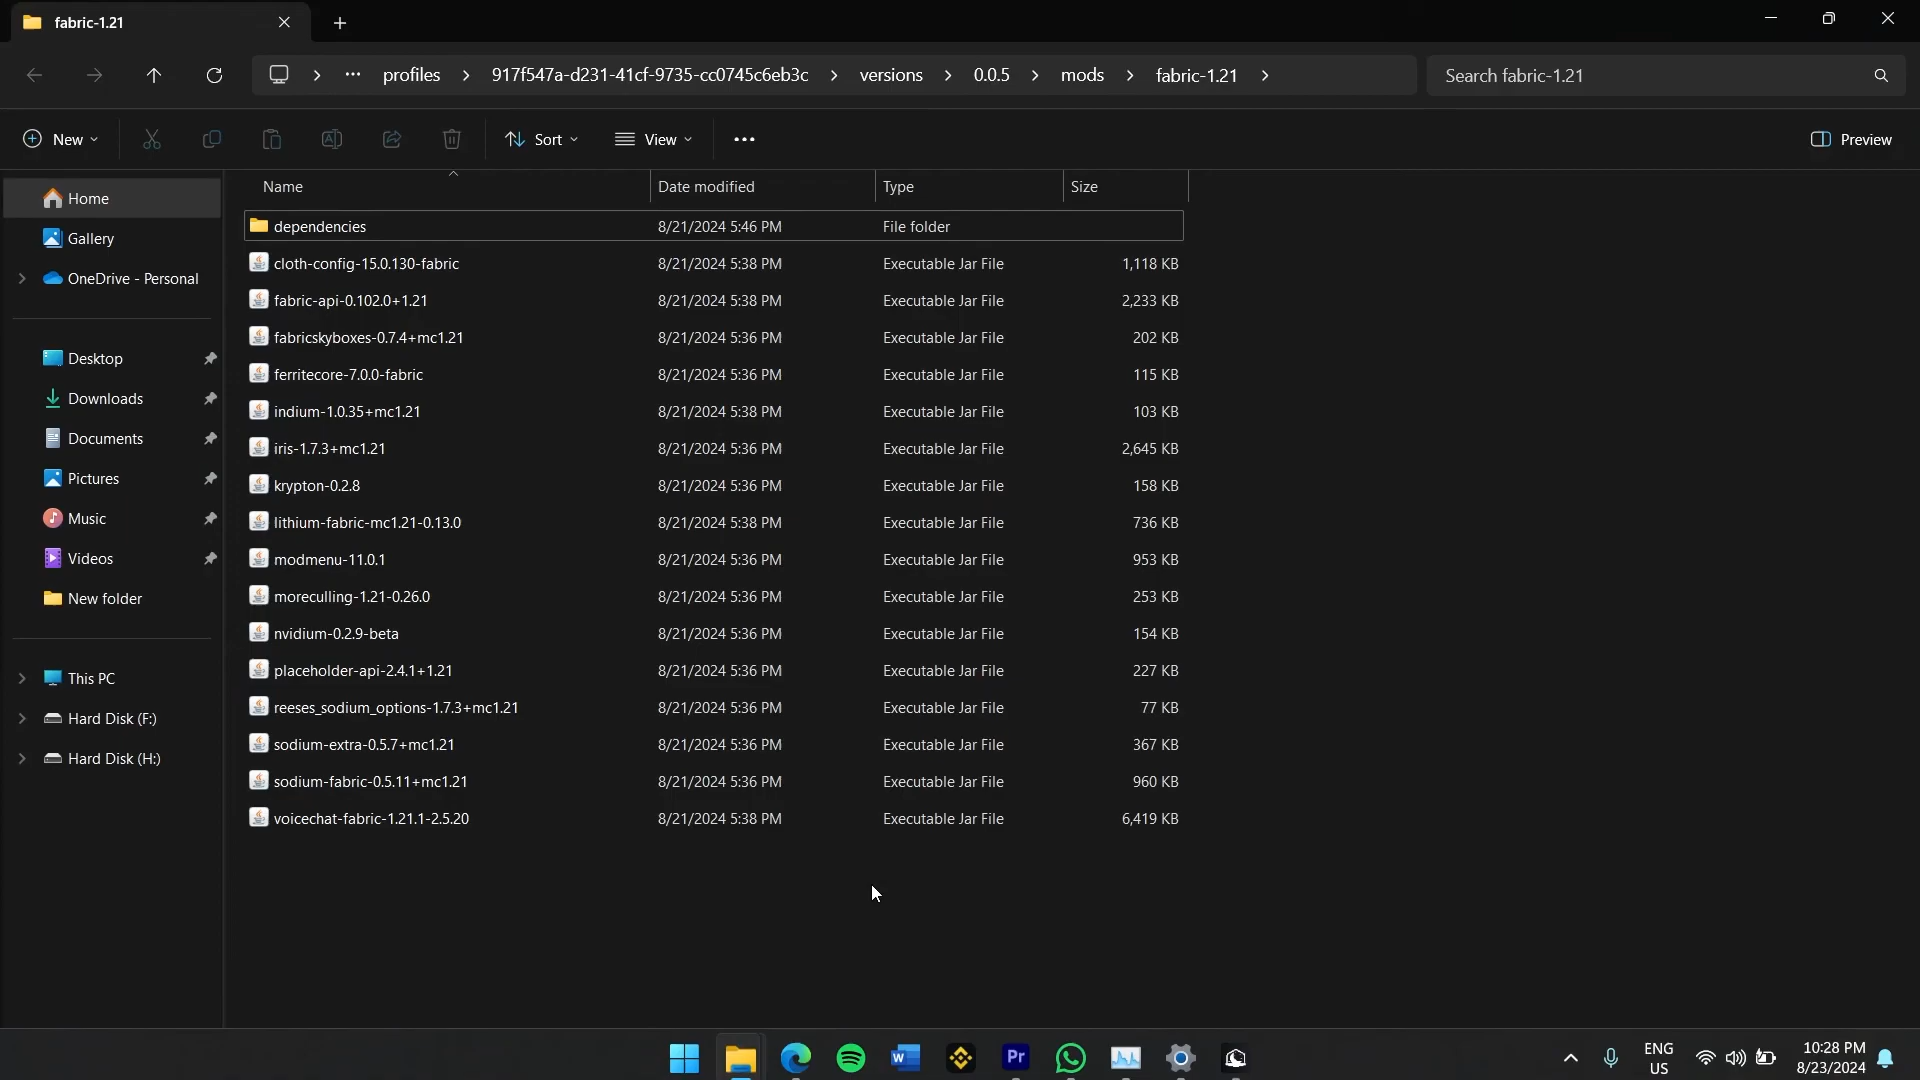 fabric-1.21
profiles 917f547a-d231-41cf-9735-cc0745c6eb3c versions 0.0.5 mods fabric-1.21 Search fabric-1.21
New Sort View Preview
Name Date modified Type Size
Home
Gallery
OneDrive - Personal
Desktop
Downloads
Documents
Pictures
Music
Videos
New folder
This PC
Hard Disk (F:)
Hard Disk (H:)
dependencies 8/21/2024 5:46 PM File folder
cloth-config-15.0.130-fabric 8/21/2024 5:38 PM Executable Jar File 1,118 KB
fabric-api-0.102.0+1.21 8/21/2024 5:38 PM Executable Jar File 2,233 KB
fabricskyboxes-0.7.4+mc1.21 8/21/2024 5:36 PM Executable Jar File 202 KB
ferritecore-7.0.0-fabric 8/21/2024 5:36 PM Executable Jar File 115 KB
indium-1.0.35+mc1.21 8/21/2024 5:38 PM Executable Jar File 103 KB
iris-1.7.3+mc1.21 8/21/2024 5:36 PM Executable Jar File 2,645 KB
krypton-0.2.8 8/21/2024 5:36 PM Executable Jar File 158 KB
lithium-fabric-mc1.21-0.13.0 8/21/2024 5:38 PM Executable Jar File 736 KB
modmenu-11.0.1 8/21/2024 5:36 PM Executable Jar File 953 KB
moreculling-1.21-0.26.0 8/21/2024 5:36 PM Executable Jar File 253 KB
nvidium-0.2.9-beta 8/21/2024 5:36 PM Executable Jar File 154 KB
placeholder-api-2.4.1+1.21 8/21/2024 5:36 PM Executable Jar File 227 KB
reeses_sodium_options-1.7.3+mc1.21 8/21/2024 5:36 PM Executable Jar File 77 KB
sodium-extra-0.5.7+mc1.21 8/21/2024 5:36 PM Executable Jar File 367 KB
sodium-fabric-0.5.11+mc1.21 8/21/2024 5:36 PM Executable Jar File 960 KB
voicechat-fabric-1.21.1-2.5.20 8/21/2024 5:38 PM Executable Jar File 6,419 KB
W Pr
ENG
US
10:28 PM
8/23/2024